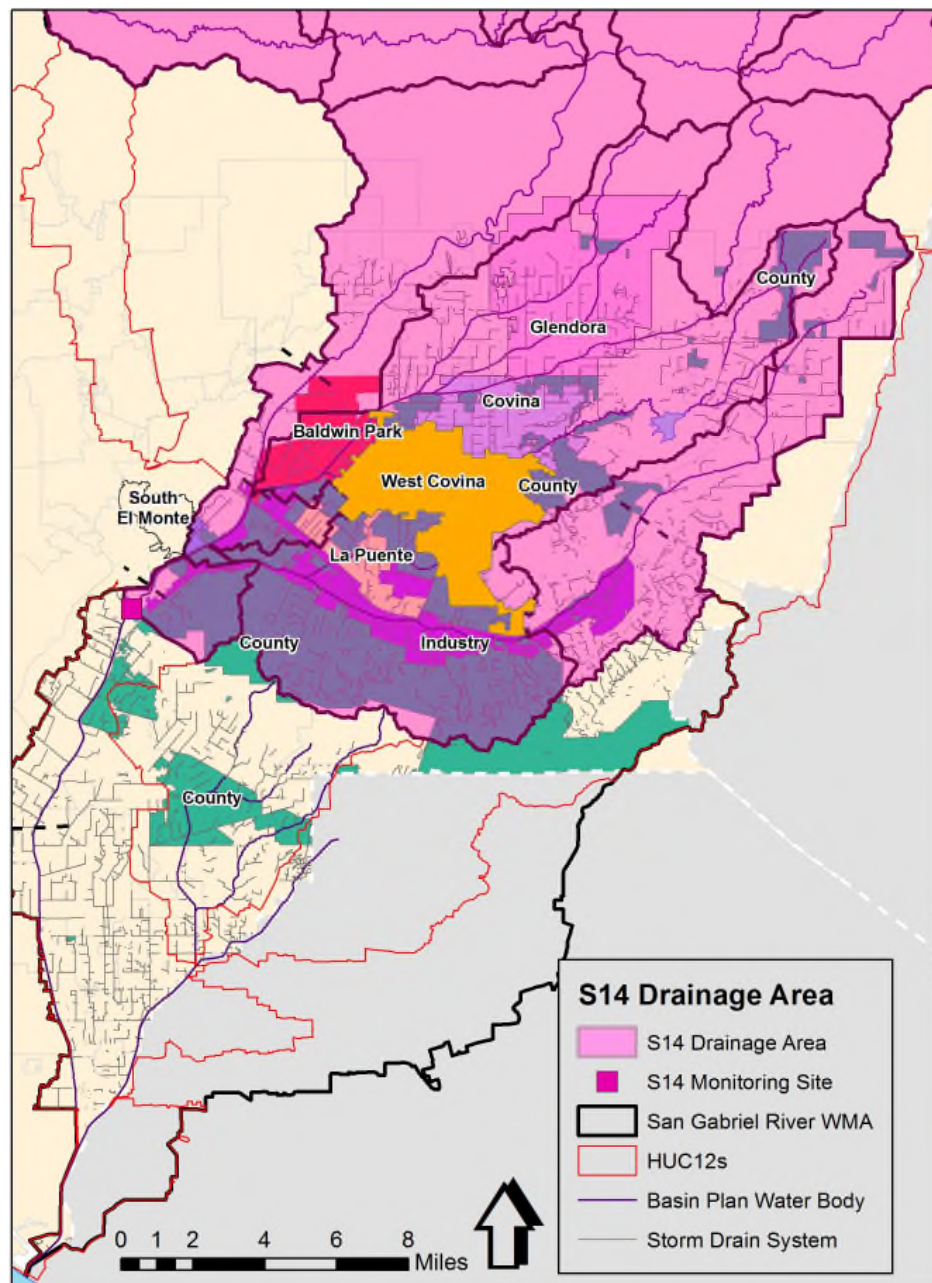 County
Glendora
Covina
Baldwin Park
West Covina
County
South
El Monte
La Puente
County
Industry
County
S14 Drainage Area
S14 Drainage Area
S14 Monitoring Site
San Gabriel River WMA
HUC12s
Basin Plan Water Body
Storm Drain System
0 1 2 4 6 8
Miles